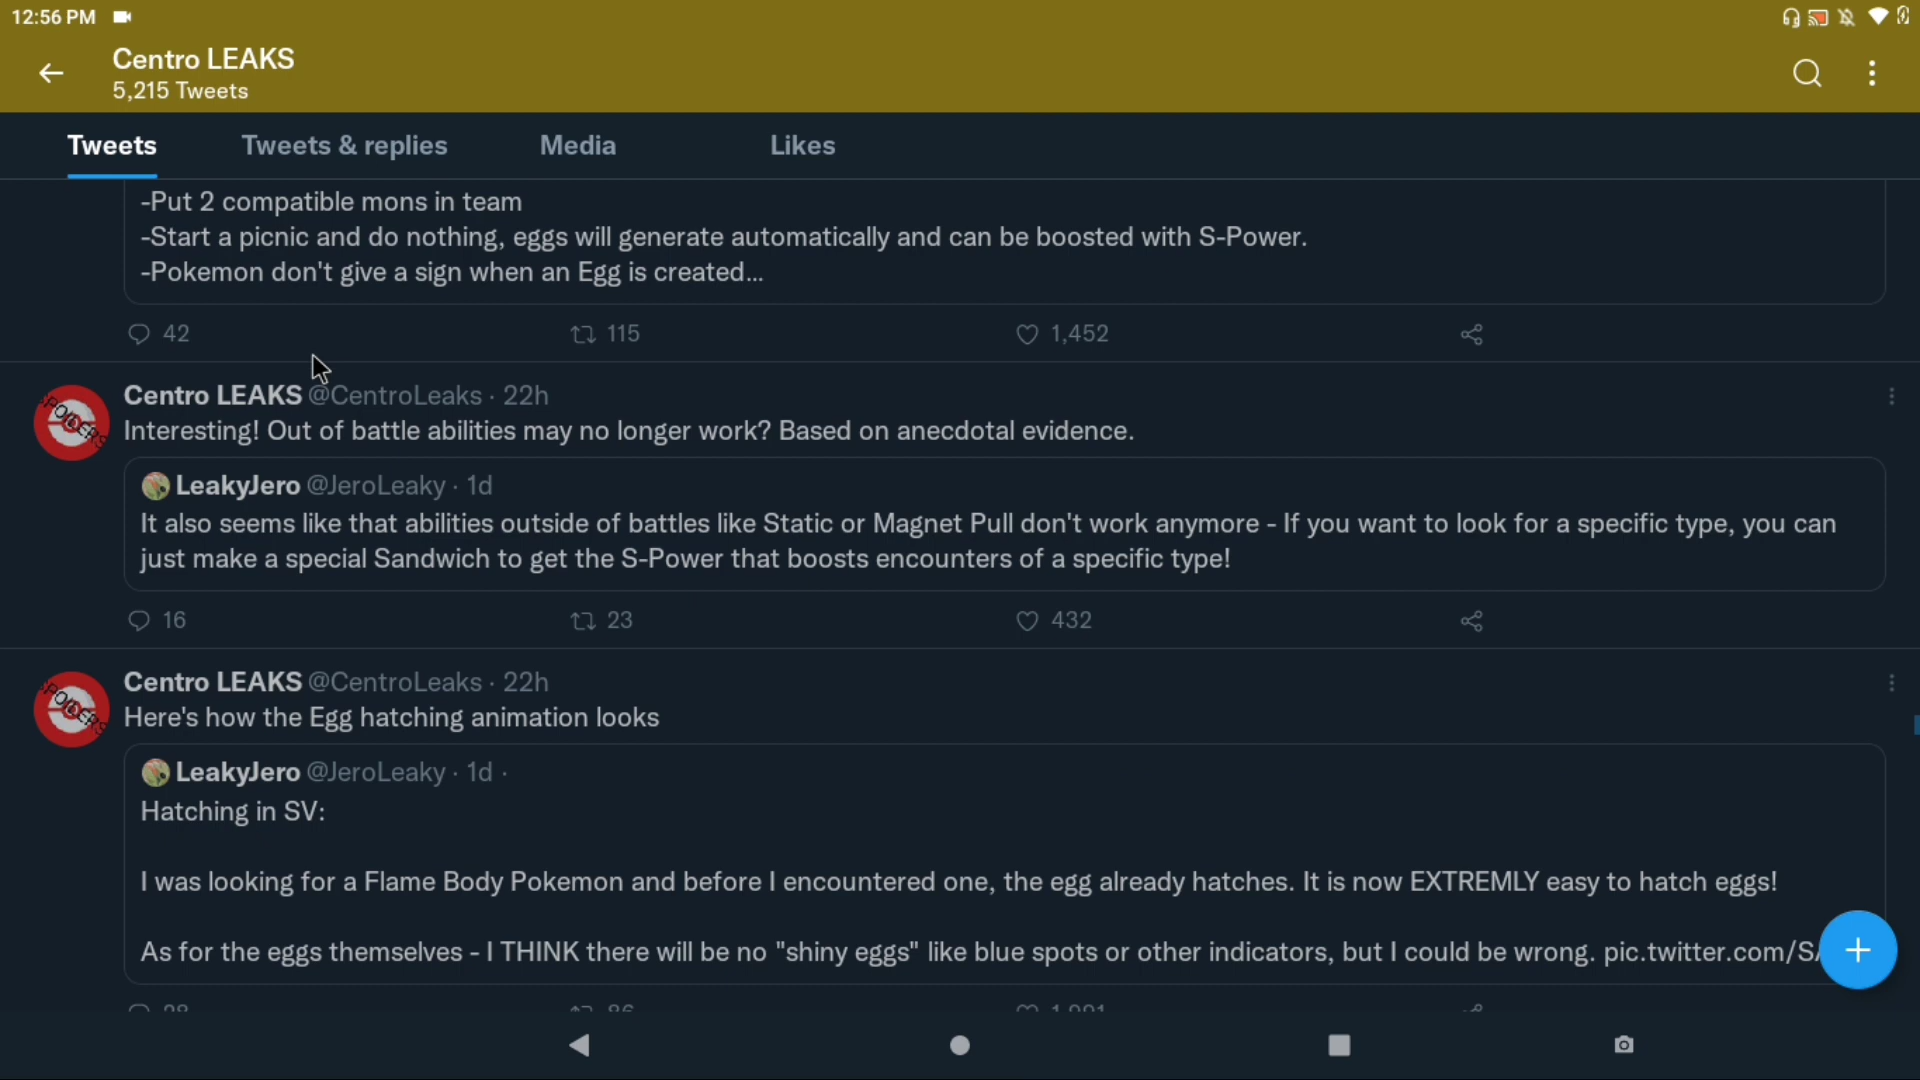 12:56 PM
Centro LEAKS
5,215 Tweets
Tweets Tweets & replies Media Likes
-Put 2 compatible mons in team
-Start a picnic and do nothing, eggs will generate automatically and can be boosted with S-Power.
-Pokemon don't give a sign when an Egg is created...
42 115 1,452
Centro LEAKS @CentroLeaks · 22h
Interesting! Out of battle abilities may no longer work? Based on anecdotal evidence.
LeakyJero @JeroLeaky · 1d
It also seems like that abilities outside of battles like Static or Magnet Pull don't work anymore - If you want to look for a specific type, you can
just make a special Sandwich to get the S-Power that boosts encounters of a specific type!
16 23 432
Centro LEAKS @CentroLeaks · 22h
Here's how the Egg hatching animation looks
LeakyJero @JeroLeaky · 1d ·
Hatching in SV:
I was looking for a Flame Body Pokemon and before I encountered one, the egg already hatches. It is now EXTREMLY easy to hatch eggs!
As for the eggs themselves - I THINK there will be no "shiny eggs" like blue spots or other indicators, but I could be wrong. pic.twitter.com/S